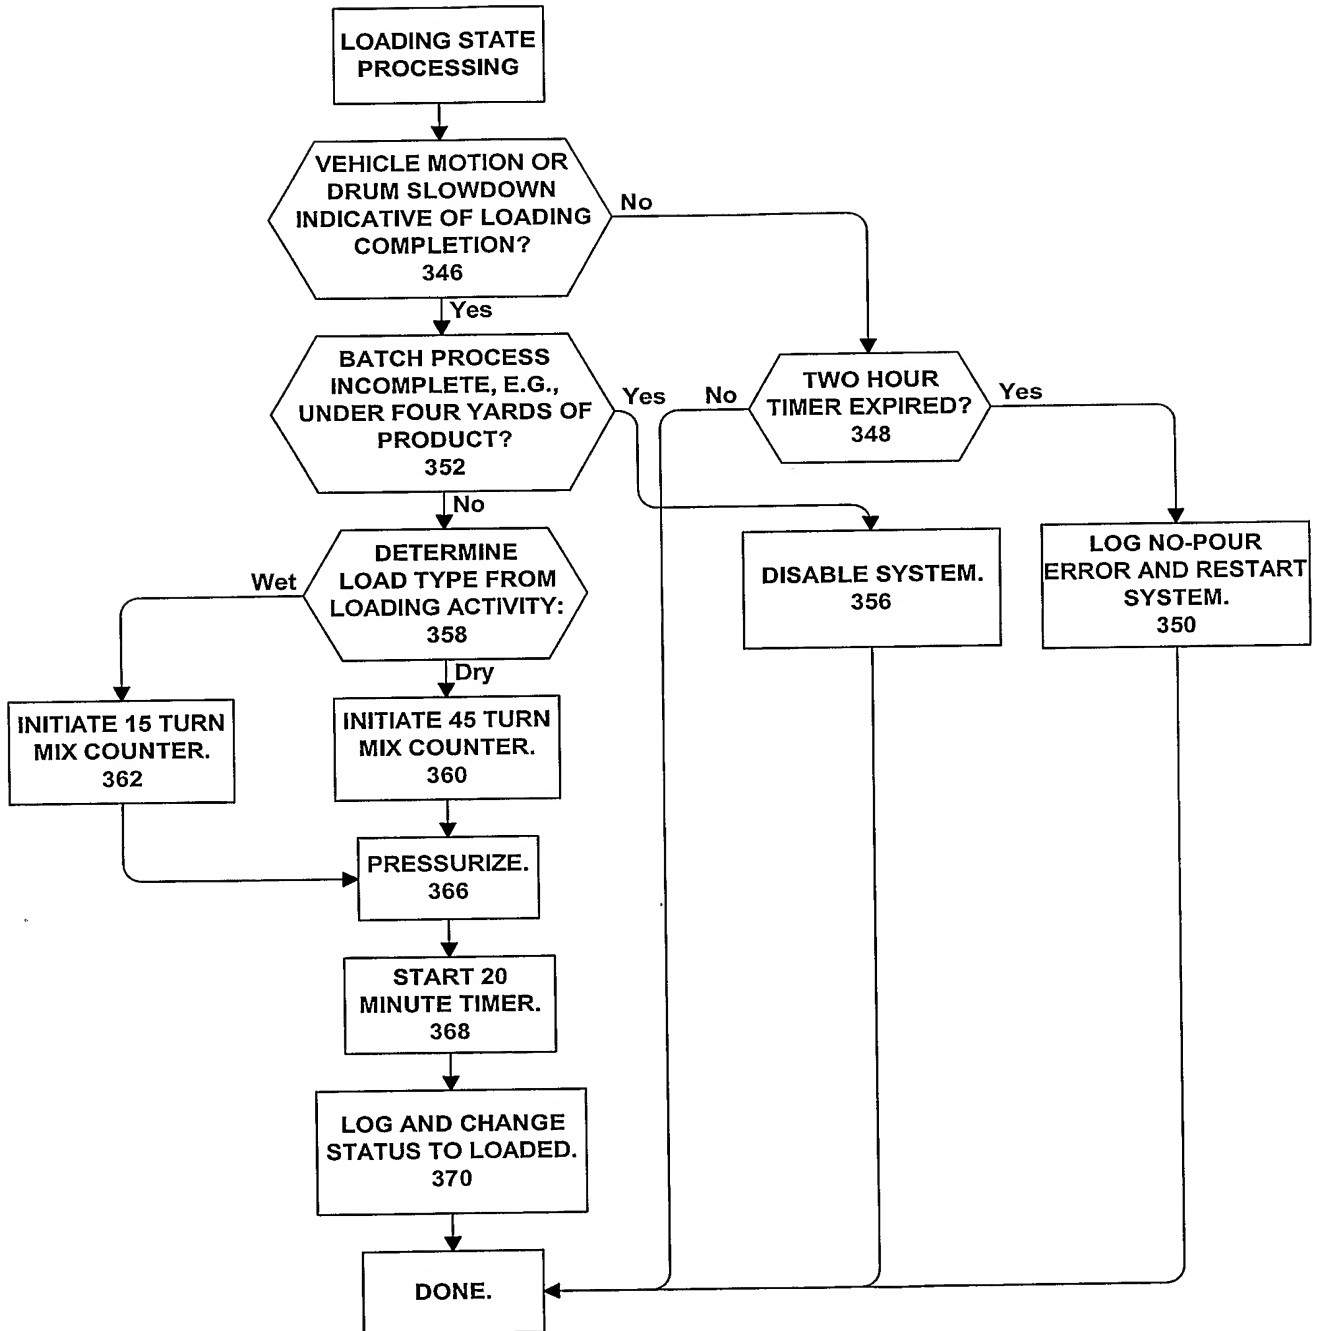 LOADING STATE
PROCESSING
VEHICLE MOTION OR
DRUM SLOWDOWN
INDICATIVE OF LOADING
COMPLETION?
346
No
Yes
BATCH PROCESS
INCOMPLETE, E.G.,
UNDER FOUR YARDS OF
PRODUCT?
352
Yes
No
TWO HOUR
TIMER EXPIRED?
348
No
Yes
DETERMINE
LOAD TYPE FROM
LOADING ACTIVITY:
358
Wet
Dry
DISABLE SYSTEM.
356
LOG NO-POUR
ERROR AND RESTART
SYSTEM.
350
INITIATE 15 TURN
MIX COUNTER.
362
INITIATE 45 TURN
MIX COUNTER.
360
PRESSURIZE.
366
START 20
MINUTE TIMER.
368
LOG AND CHANGE
STATUS TO LOADED.
370
DONE.